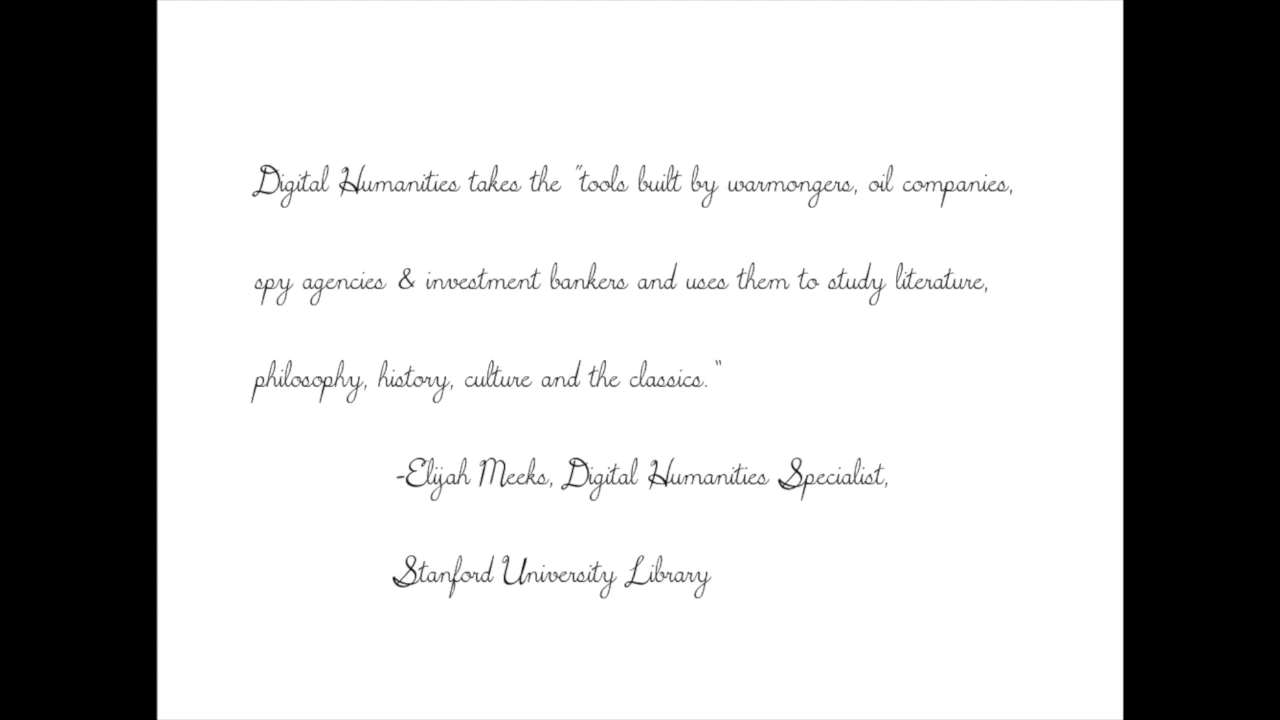 Digital Humanities takes the "tools built by warmongers, oil companies,
spy agencies & investment bankers and uses them to study literature,
philosophy, history, culture and the classics."
-Elijah Meeks, Digital Humanities Specialist,
Stanford University Library